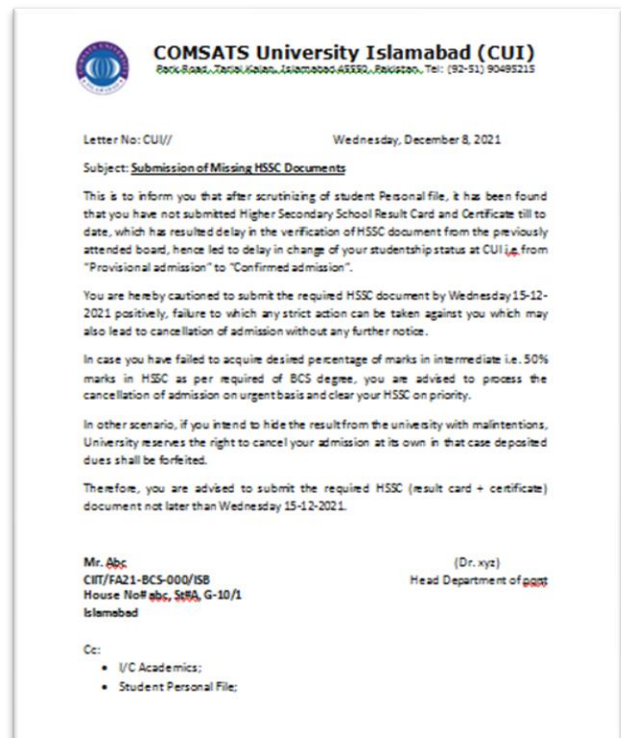 COMSATS University Islamabad (CUI)
Park Road, Tarlai Kalan, Islamabad 45550, Pakistan, Tel: (92-51) 90495215
Letter No: CUI// Wednesday, December 8, 2021
Subject: Submission of Missing HSSC Documents
This is to inform you that after scrutinizing of student Personal file, it has been found
that you have not submitted Higher Secondary School Result Card and Certificate till to
date, which has resulted delay in the verification of HSSC document from the previously
attended board, hence led to delay in change of your studentship status at CUI i.e. from
"Provisional admission" to "Confirmed admission".
You are hereby cautioned to submit the required HSSC document by Wednesday 15-12-
2021 positively, failure to which any strict action can be taken against you which may
also lead to cancellation of admission without any further notice.
In case you have failed to acquire desired percentage of marks in intermediate i.e. 50%
marks in HSSC as per required of BCS degree, you are advised to process the
cancellation of admission on urgent basis and clear your HSSC on priority.
In other scenario, if you intend to hide the result from the university with malintentions,
University reserves the right to cancel your admission at its own in that case deposited
dues shall be forfeited.
Therefore, you are advised to submit the required HSSC (result card + certificate)
document not later than Wednesday 15-12-2021.
Mr. Abc (Dr. xyz)
CIIT/FA21-BCS-000/ISB Head Department of
House No# abc, St#A, G-10/1
Islamabad
Cc:
• I/C Academics;
• Student Personal File;